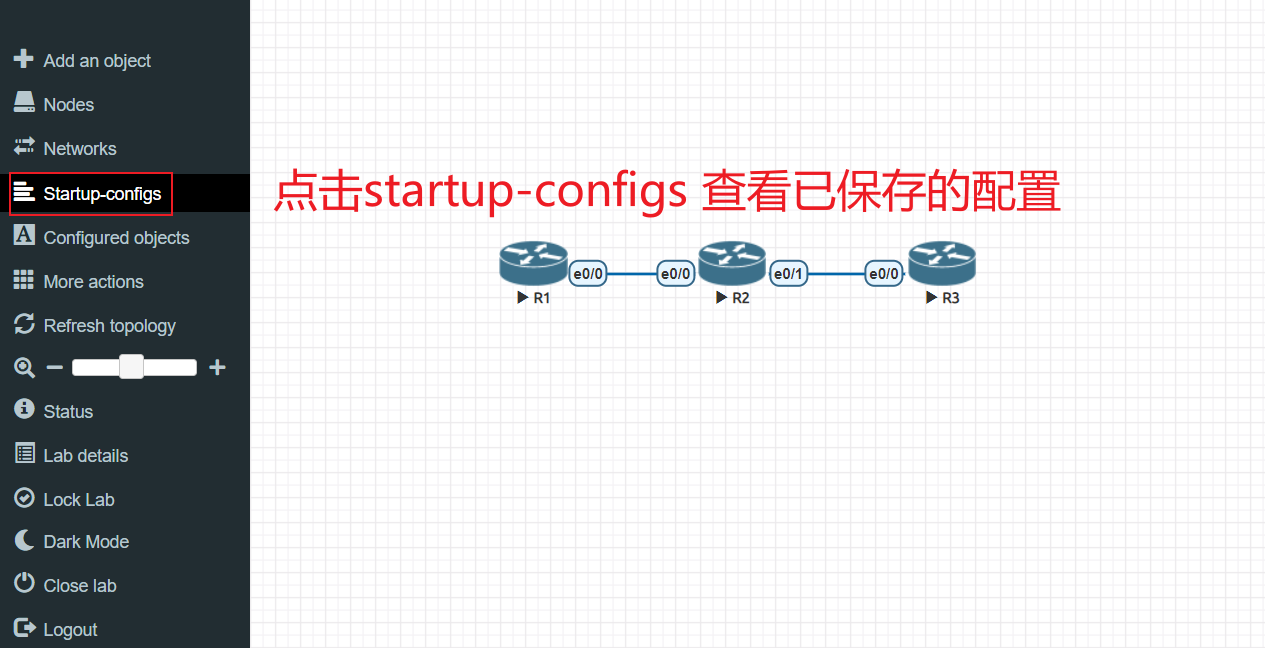 Add an object
Nodes
Networks
Startup-configs
Configured objects
More actions
Refresh topology
Status
Lab details
Lock Lab
Dark Mode
Close lab
Logout
点击startup-configs 查看已保存的配置
e0/0 e0/0 e0/1 e0/0
R1 R2 R3